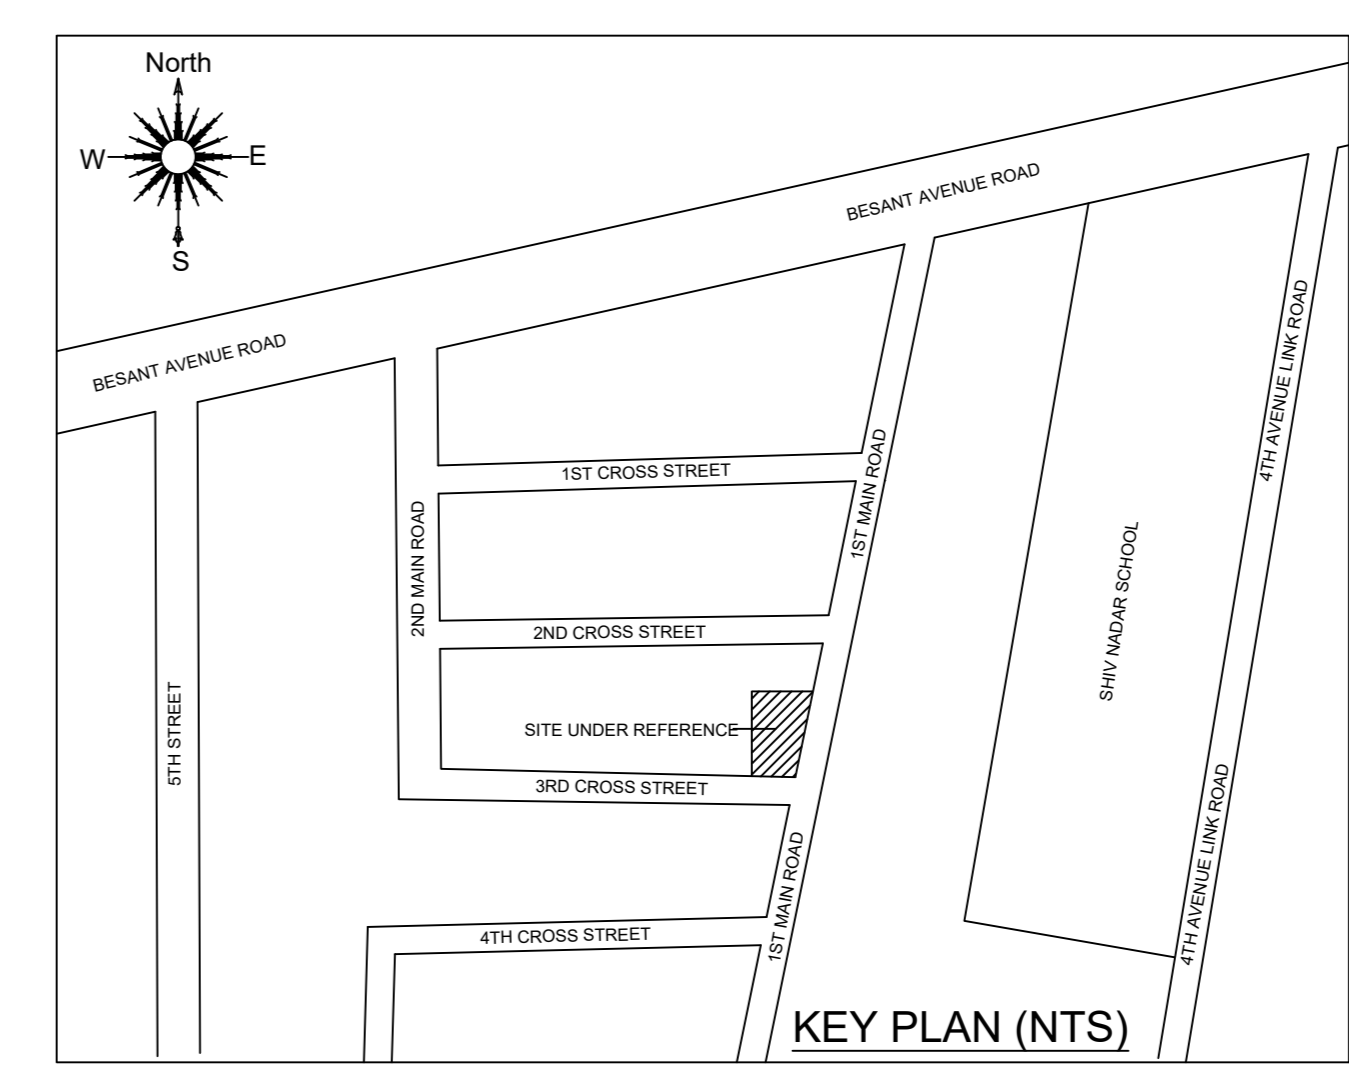 North
W
E
S
BESANT AVENUE ROAD
BESANT AVENUE ROAD
4TH AVENUE LINK ROAD
1ST CROSS STREET
1ST MAIN ROAD
2ND MAIN ROAD
SHIV NADAR SCHOOL
2ND CROSS STREET
5TH STREET
SITE UNDER REFERENCE
3RD CROSS STREET
4TH AVENUE LINK ROAD
1ST MAIN ROAD
4TH CROSS STREET
KEY PLAN (NTS)